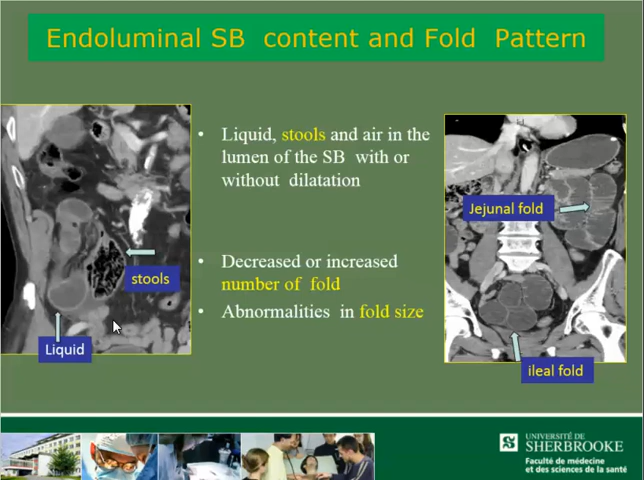 Endoluminal SB content and Fold Pattern
• Liquid, stools and air in the
lumen of the SB with or
without dilatation
• Decreased or increased
number of fold
• Abnormalities in fold size
stools
Liquid
Jejunal fold
ileal fold
UNIVERSITÉ DE
SHERBROOKE
Faculté de médecine
et des sciences de la santé